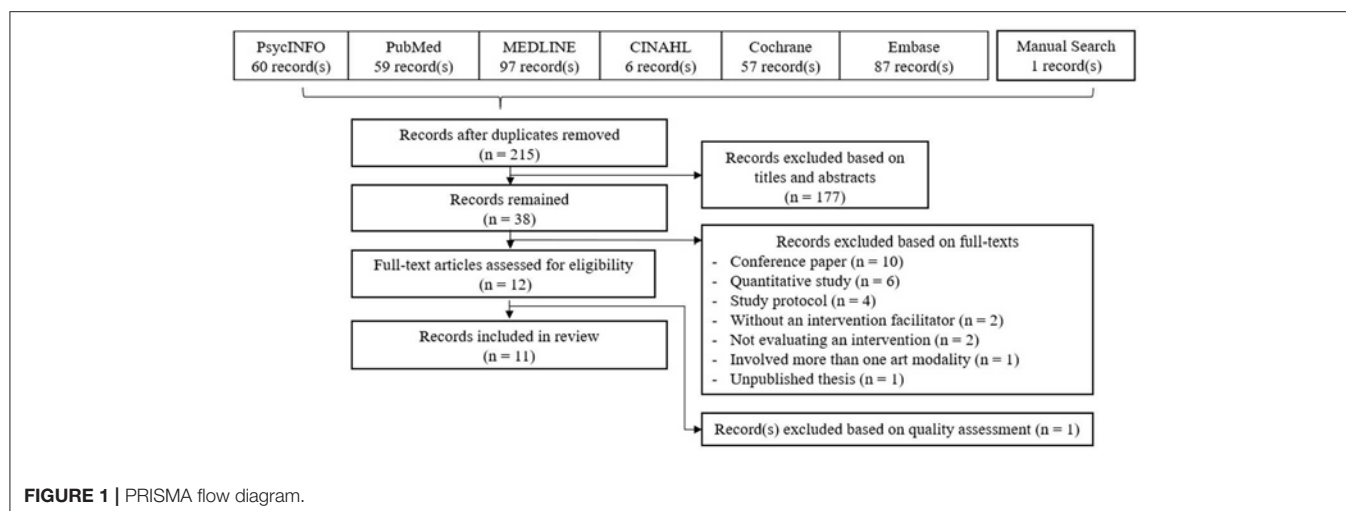 PsycINFO
60 record(s)
PubMed
59 record(s)
MEDLINE
97 record(s)
CINAHL
6 record(s)
Cochrane
57 record(s)
Embase
87 record(s)
Manual Search
1 record(s)
Records after duplicates removed
(n = 215)
Records excluded based on
titles and abstracts
(n = 177)
Records remained
(n = 38)
Records excluded based on full-texts
- Conference paper (n = 10)
- Quantitative study (n = 6)
- Study protocol (n = 4)
- Without an intervention facilitator (n = 2)
- Not evaluating an intervention (n = 2)
- Involved more than one art modality (n = 1)
- Unpublished thesis (n = 1)
Full-text articles assessed for eligibility
(n = 12)
Records included in review
(n = 11)
Record(s) excluded based on quality assessment (n = 1)
FIGURE 1 | PRISMA flow diagram.